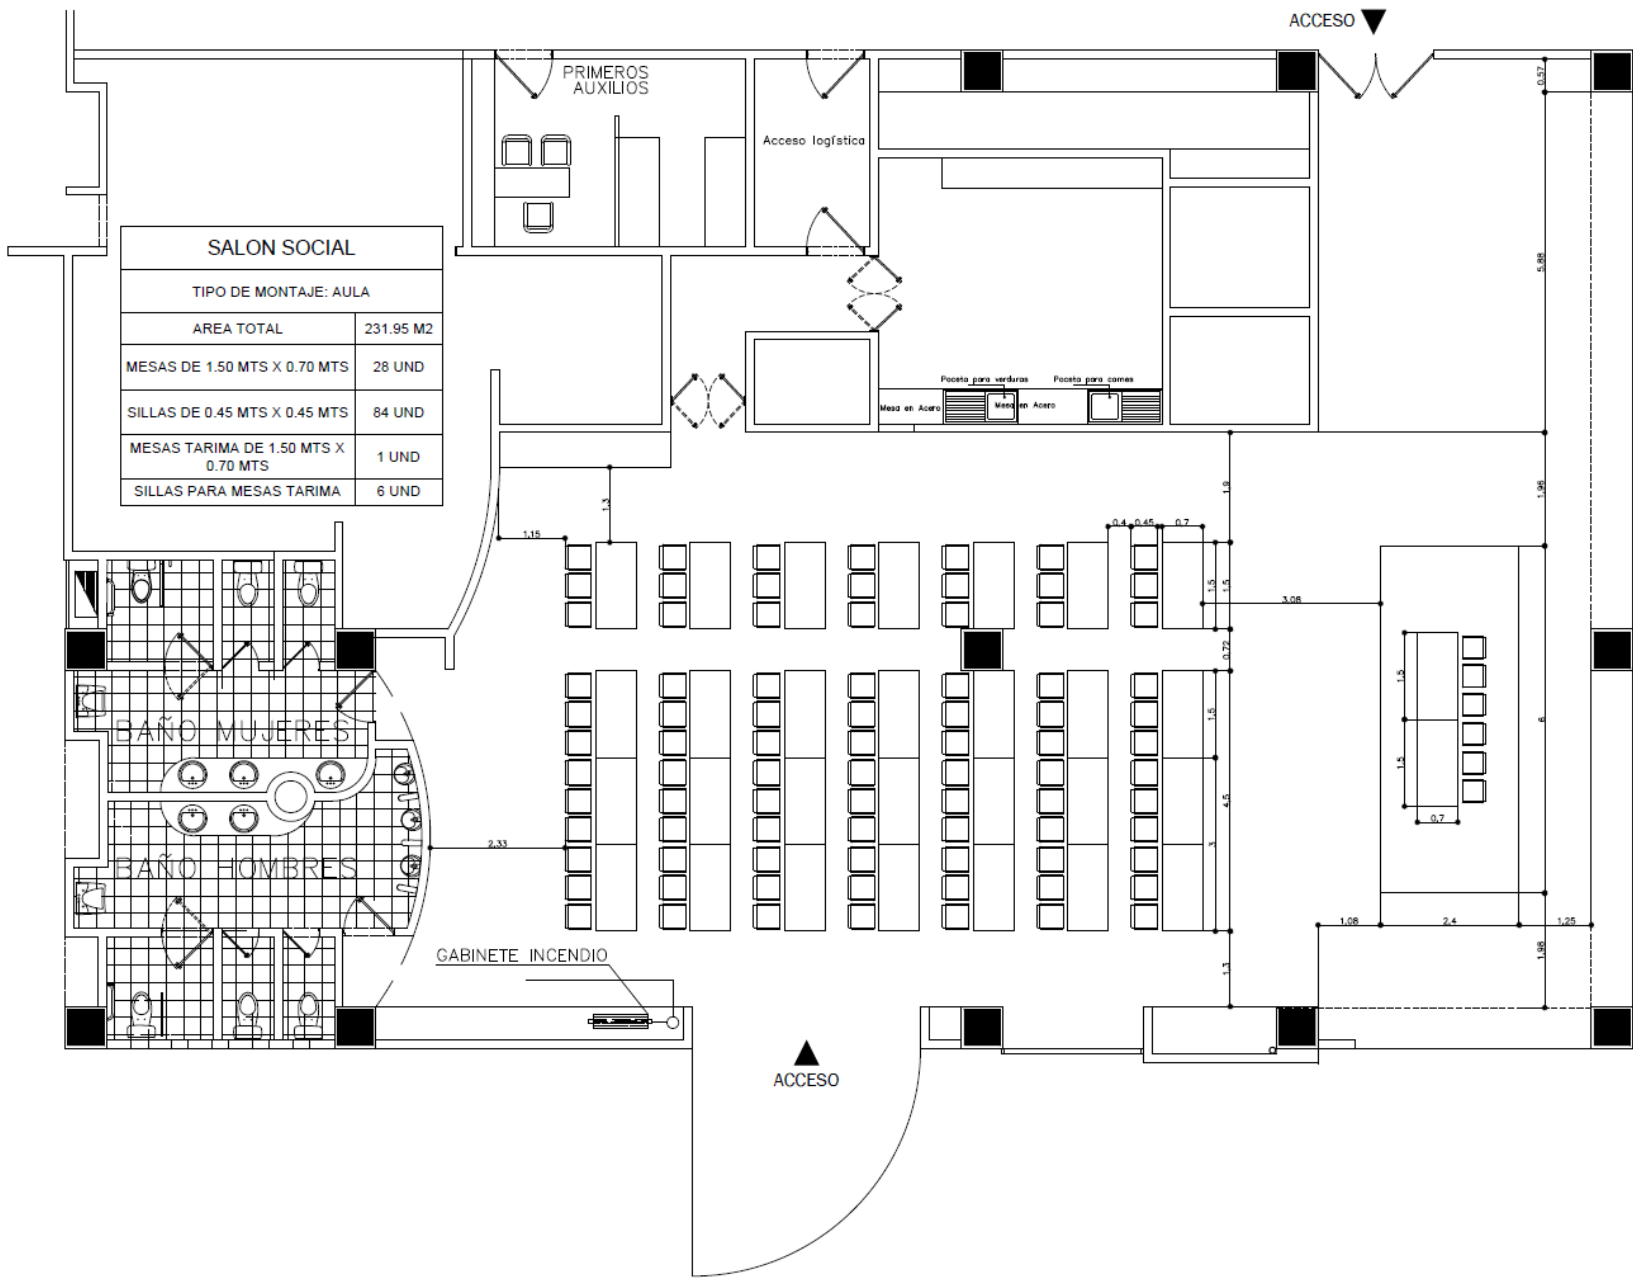 ACCESO
PRIMEROS
AUXILIOS
Acceso logística
0.57
5.88
SALON SOCIAL
TIPO DE MONTAJE: AULA
AREA TOTAL 231.95 M2
MESAS DE 1.50 MTS X 0.70 MTS 28 UND
SILLAS DE 0.45 MTS X 0.45 MTS 84 UND
MESAS TARIMA DE 1.50 MTS X
0.70 MTS 1 UND
SILLAS PARA MESAS TARIMA 6 UND
Poceta para verduras Poceta para carnes
Mesa en Acero Mesa en Acero
1.3
1.9
1.98
1.15
0.4 0.45 0.7
1.5 1.5
3.08
0.72
1.5
1.5
1.5
6
0.7
4.5
3
BAÑO MUJERES
BAÑO HOMBRES
2.33
1.08 2.4 1.25
1.3
1.98
GABINETE INCENDIO
ACCESO